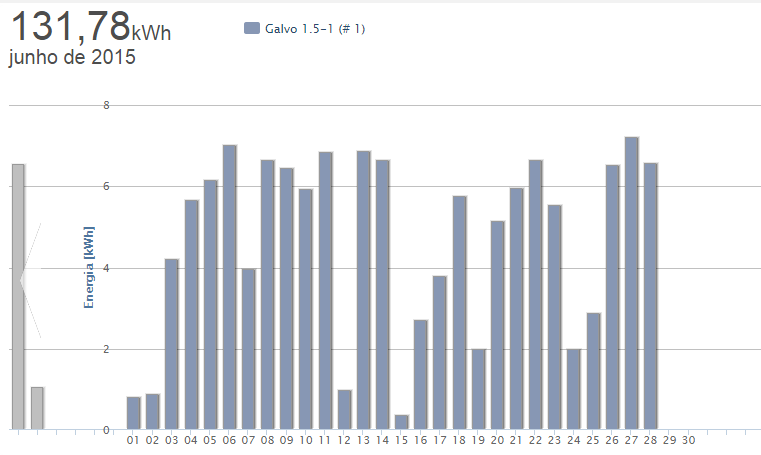 131,78kWh
junho de 2015
Galvo 1.5-1 (# 1)
Energia [kWh]
8
6
4
2
0
01 02 03 04 05 06 07 08 09 10 11 12 13 14 15 16 17 18 19 20 21 22 23 24 25 26 27 28 29 30